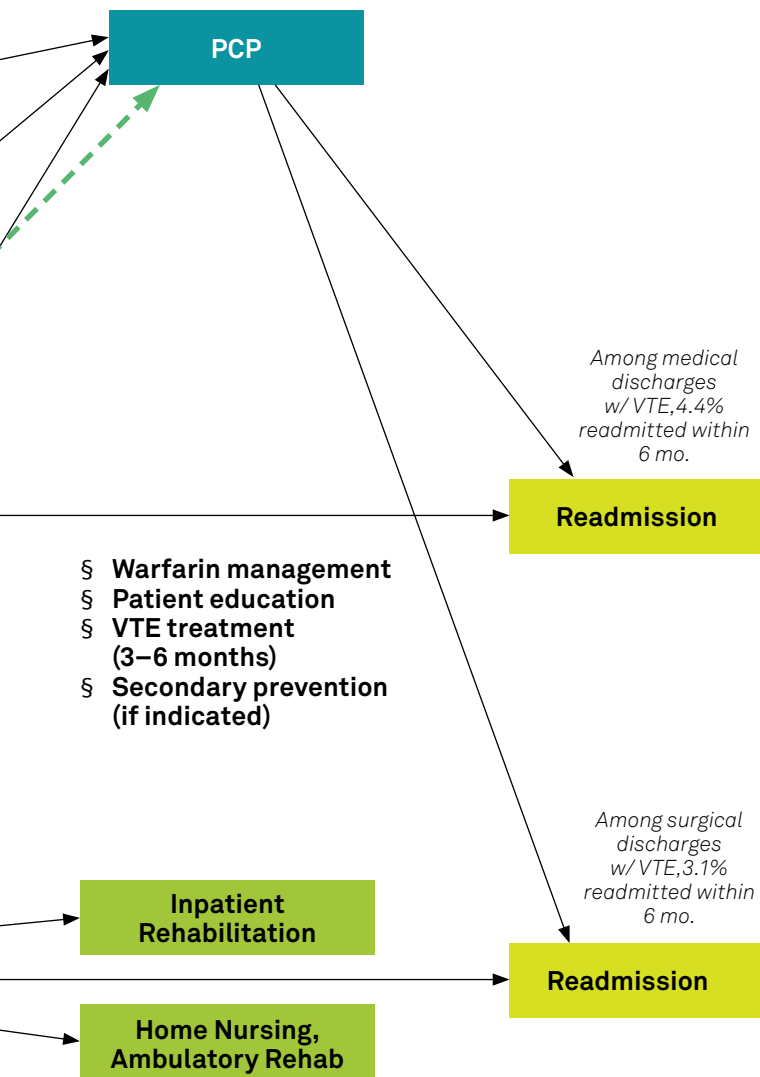 PCP
Among medical
discharges
w/ VTE,4.4%
readmitted within
6 mo.
Readmission
§ Warfarin management
§ Patient education
§ VTE treatment
(3–6 months)
§ Secondary prevention
(if indicated)
Among surgical
discharges
w/ VTE,3.1%
readmitted within
6 mo.
Inpatient
Rehabilitation
Readmission
Home Nursing,
Ambulatory Rehab